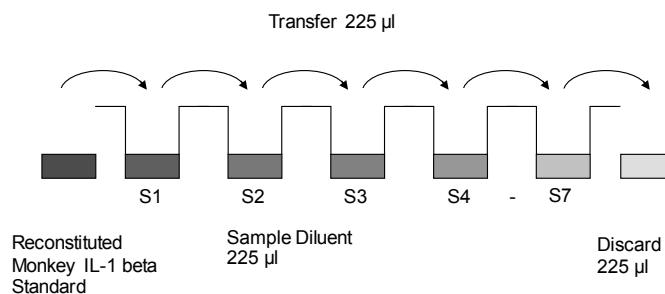 Transfer 225 µl
S1 S2 S3 S4 - S7
Reconstituted
Monkey IL-1 beta
Standard
Sample Diluent
225 µl
Discard
225 µl